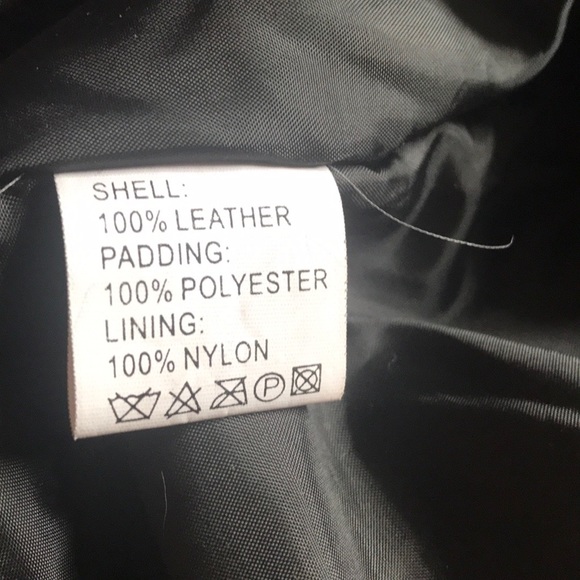 SHELL:
100% LEATHER
PADDING:
100% POLYESTER
LINING:
100% NYLON
P